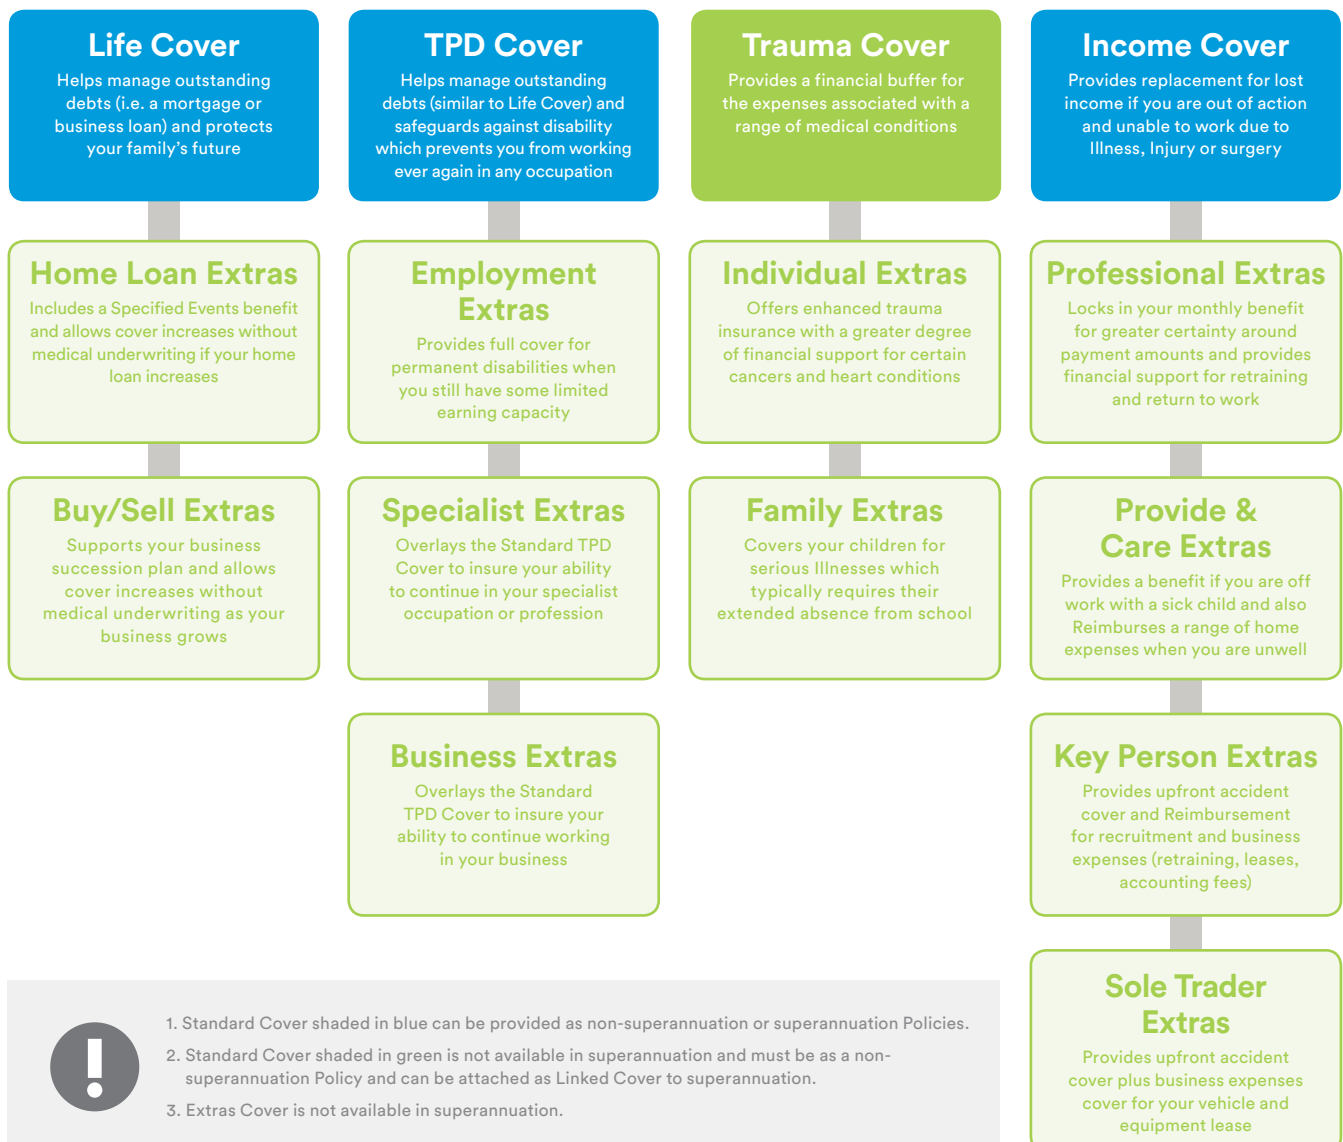 Life Cover
Helps manage outstanding
debts (i.e. a mortgage or
business loan) and protects
your family's future
TPD Cover
Helps manage outstanding
debts (similar to Life Cover) and
safeguards against disability
which prevents you from working
ever again in any occupation
Trauma Cover
Provides a financial buffer for
the expenses associated with a
range of medical conditions
Income Cover
Provides replacement for lost
income if you are out of action
and unable to work due to
Illness, Injury or surgery
Home Loan Extras
Includes a Specified Events benefit
and allows cover increases without
medical underwriting if your home
loan increases
Employment
Extras
Provides full cover for
permanent disabilities when
you still have some limited
earning capacity
Individual Extras
Offers enhanced trauma
insurance with a greater degree
of financial support for certain
cancers and heart conditions
Professional Extras
Locks in your monthly benefit
for greater certainty around
payment amounts and provides
financial support for retraining
and return to work
Buy/Sell Extras
Supports your business
succession plan and allows
cover increases without
medical underwriting as your
business grows
Specialist Extras
Overlays the Standard TPD
Cover to insure your ability
to continue in your specialist
occupation or profession
Family Extras
Covers your children for
serious Illnesses which
typically requires their
extended absence from school
Provide &
Care Extras
Provides a benefit if you are off
work with a sick child and also
Reimburses a range of home
expenses when you are unwell
Business Extras
Overlays the Standard
TPD Cover to insure your
ability to continue working
in your business
Key Person Extras
Provides upfront accident
cover and Reimbursement
for recruitment and business
expenses (retraining, leases,
accounting fees)
Sole Trader
Extras
Provides upfront accident
cover plus business expenses
cover for your vehicle and
equipment lease
1. Standard Cover shaded in blue can be provided as non-superannuation or superannuation Policies.
2. Standard Cover shaded in green is not available in superannuation and must be as a non-
superannuation Policy and can be attached as Linked Cover to superannuation.
3. Extras Cover is not available in superannuation.